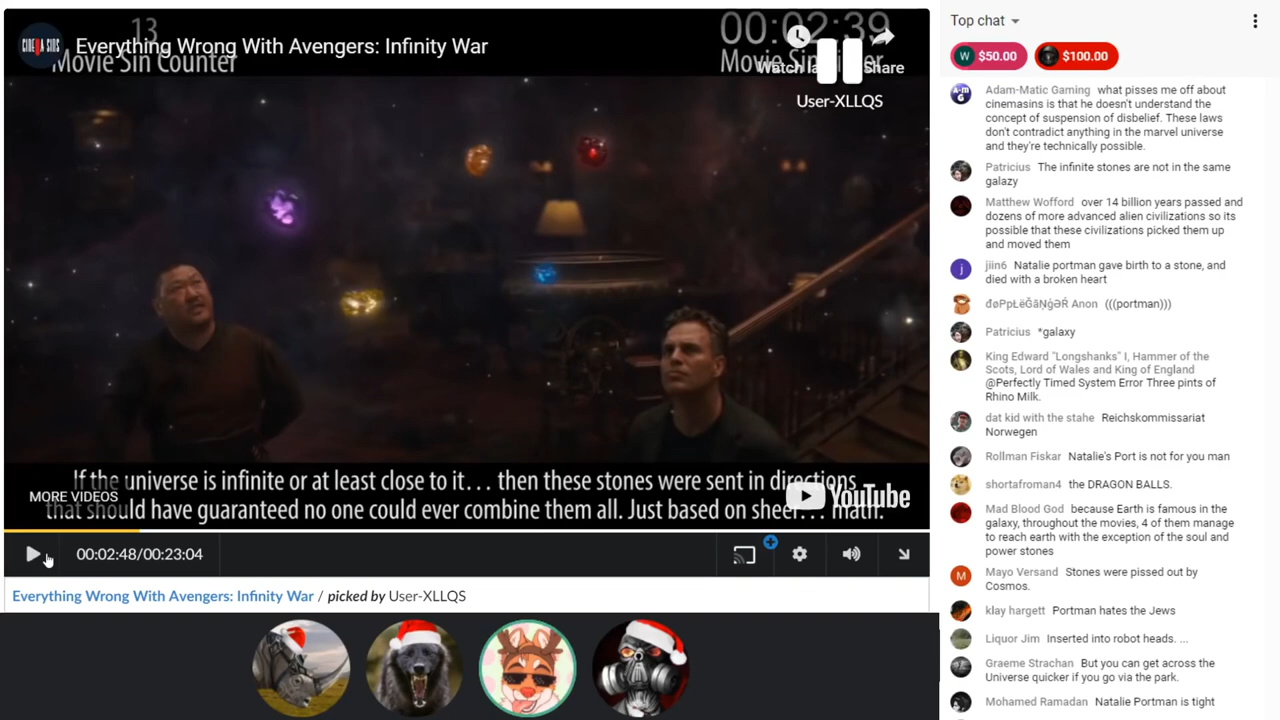 13
Movie Sin Counter
00:02:39
CINEMA SINS
Everything Wrong With Avengers: Infinity War
Share
User-XLLQS
If the universe is infinite or at least close to it... then these stones were sent in directions
that should have guaranteed no one could ever combine them all. Just based on sheer... math.
MORE VIDEOS
YouTube
00:02:48/00:23:04
Everything Wrong With Avengers: Infinity War / picked by User-XLLQS
Top chat
W $50.00
$100.00
Adam-Matic Gaming what pisses me off about
cinemasins is that he doesn't understand the
concept of suspension of disbelief. These laws
don't contradict anything in the marvel universe
and they're technically possible.
Patricius The infinite stones are not in the same
galazy
Matthew Wofford over 14 billion years passed and
dozens of more advanced alien civilizations so its
possible that these civilizations picked them up
and moved them
j
jiin6 Natalie portman gave birth to a stone, and
died with a broken heart
Anon (((portman)))
Patricius *galaxy
King Edward "Longshanks" I, Hammer of the
Scots, Lord of Wales and King of England
@Perfectly Timed System Error Three pints of
Rhino Milk.
dat kid with the stahe Reichskommissariat
Norwegen
Rollman Fiskar Natalie's Port is not for you man
shortafroman4 the DRAGON BALLS.
Mad Blood God because Earth is famous in the
galaxy, throughout the movies, 4 of them manage
to reach earth with the exception of the soul and
power stones
M
Mayo Versand Stones were pissed out by
Cosmos.
klay hargett Portman hates the Jews
Liquor Jim Inserted into robot heads. ...
Graeme Strachan But you can get across the
Universe quicker if you go via the park.
Mohamed Ramadan Natalie Portman is tight